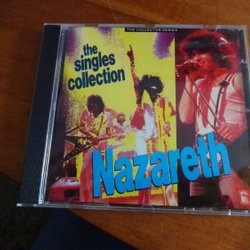 THE COLLECTOR SERIES
the
singles
collection
Nazareth